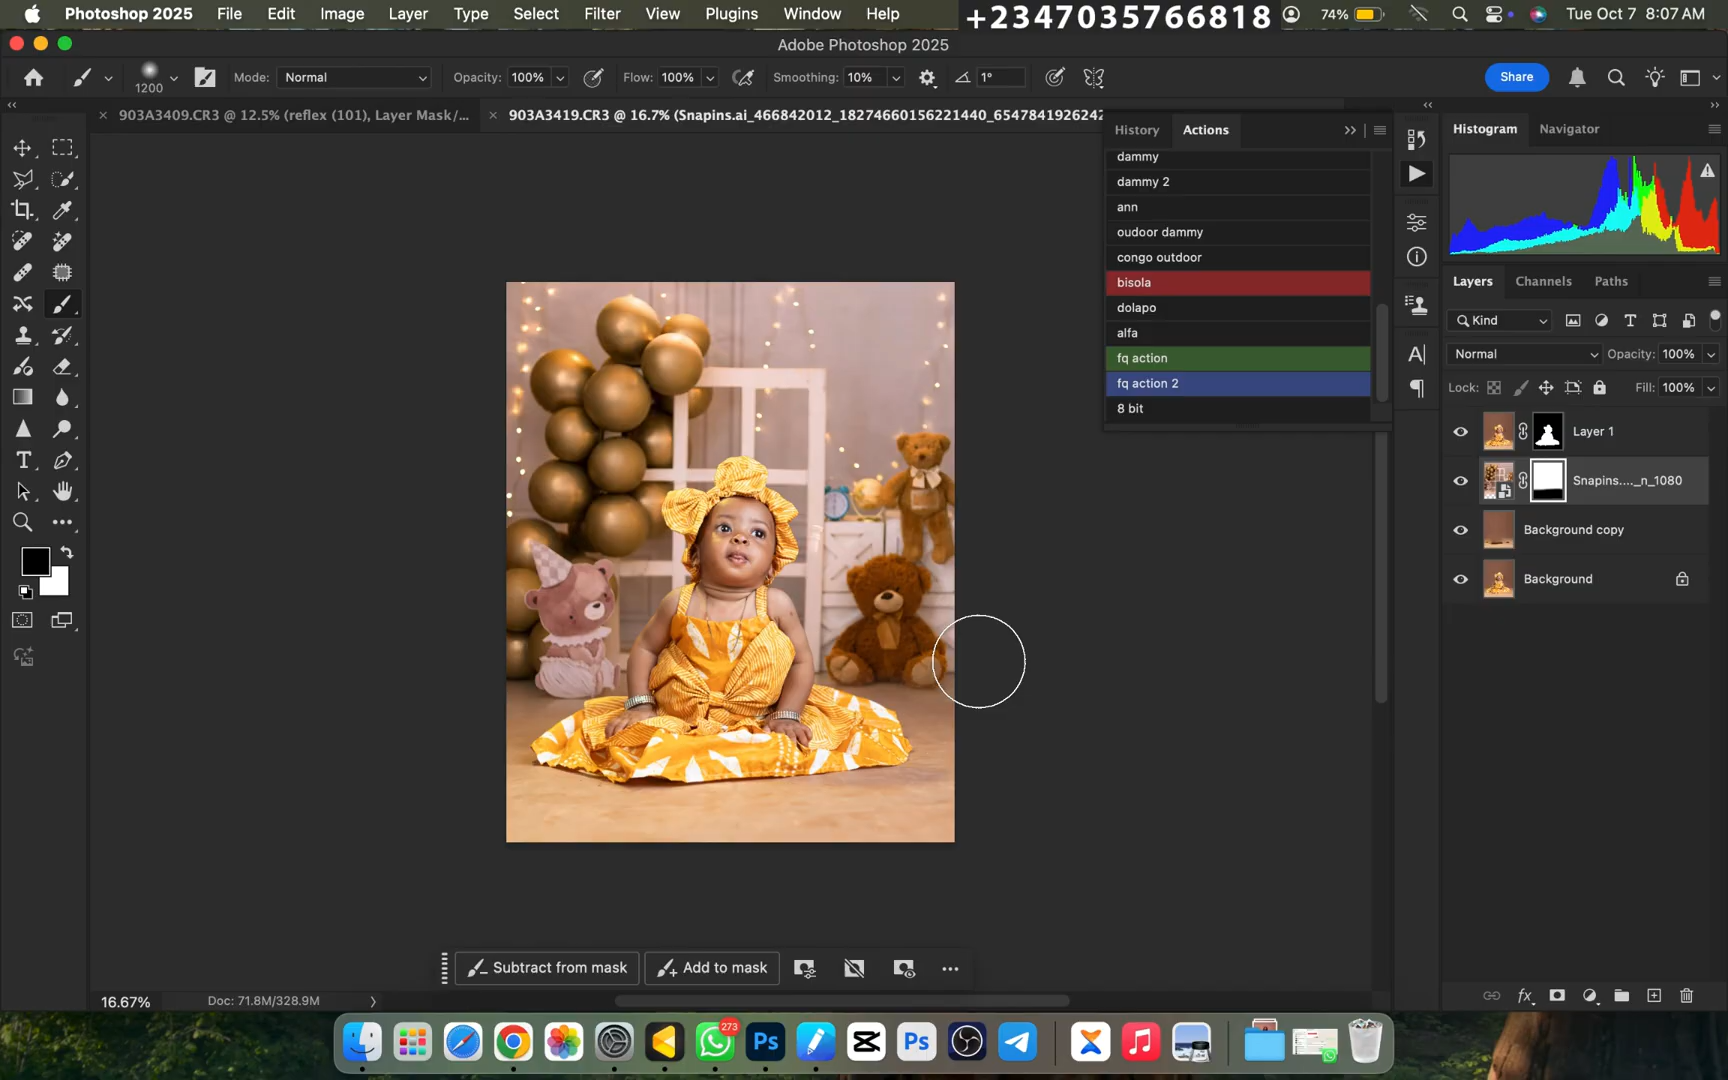 Photoshop 2025 File Edit Image Layer Type Select Filter View Plugins Window Help +2347035766818 74% Tue Oct 7 8:07 AM
Adobe Photoshop 2025
1200 Mode: Normal Opacity: 100% Flow: 100% Smoothing: 10% 1° Share
903A3409.CR3 @ 12.5% (reflex (101), Layer Mask/...
903A3419.CR3 @ 16.7% (Snapins.ai_466842012_18274660156221440_6547841926242
History Actions
dammy
dammy 2
ann
oudoor dammy
congo outdoor
bisola
dolapo
alfa
fq action
fq action 2
8 bit
Histogram Navigator
Layers Channels Paths
Kind
Normal Opacity: 100%
Lock: Fill: 100%
Layer 1
Snapins...._n_1080
Background copy
Background
Subtract from mask Add to mask
16.67% Doc: 71.8M/328.9M
273
Ps
Ps